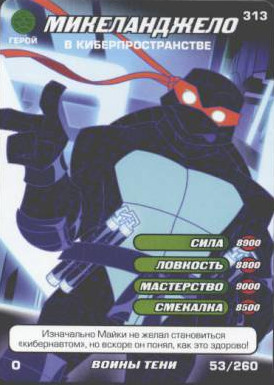 МИКЕЛАНДЖЕЛО
313
ГЕРОЙ
В КИБЕРПРОСТРАНСТВЕ
СИЛА 8900
ЛОВКОСТЬ 8800
МАСТЕРСТВО 9000
СМЕКАЛКА 8500
Изначально Майки не желал становиться
«кибернавтом», но вскоре он понял, как это здорово!
0 ВОИНЫ ТЕНИ 53/260